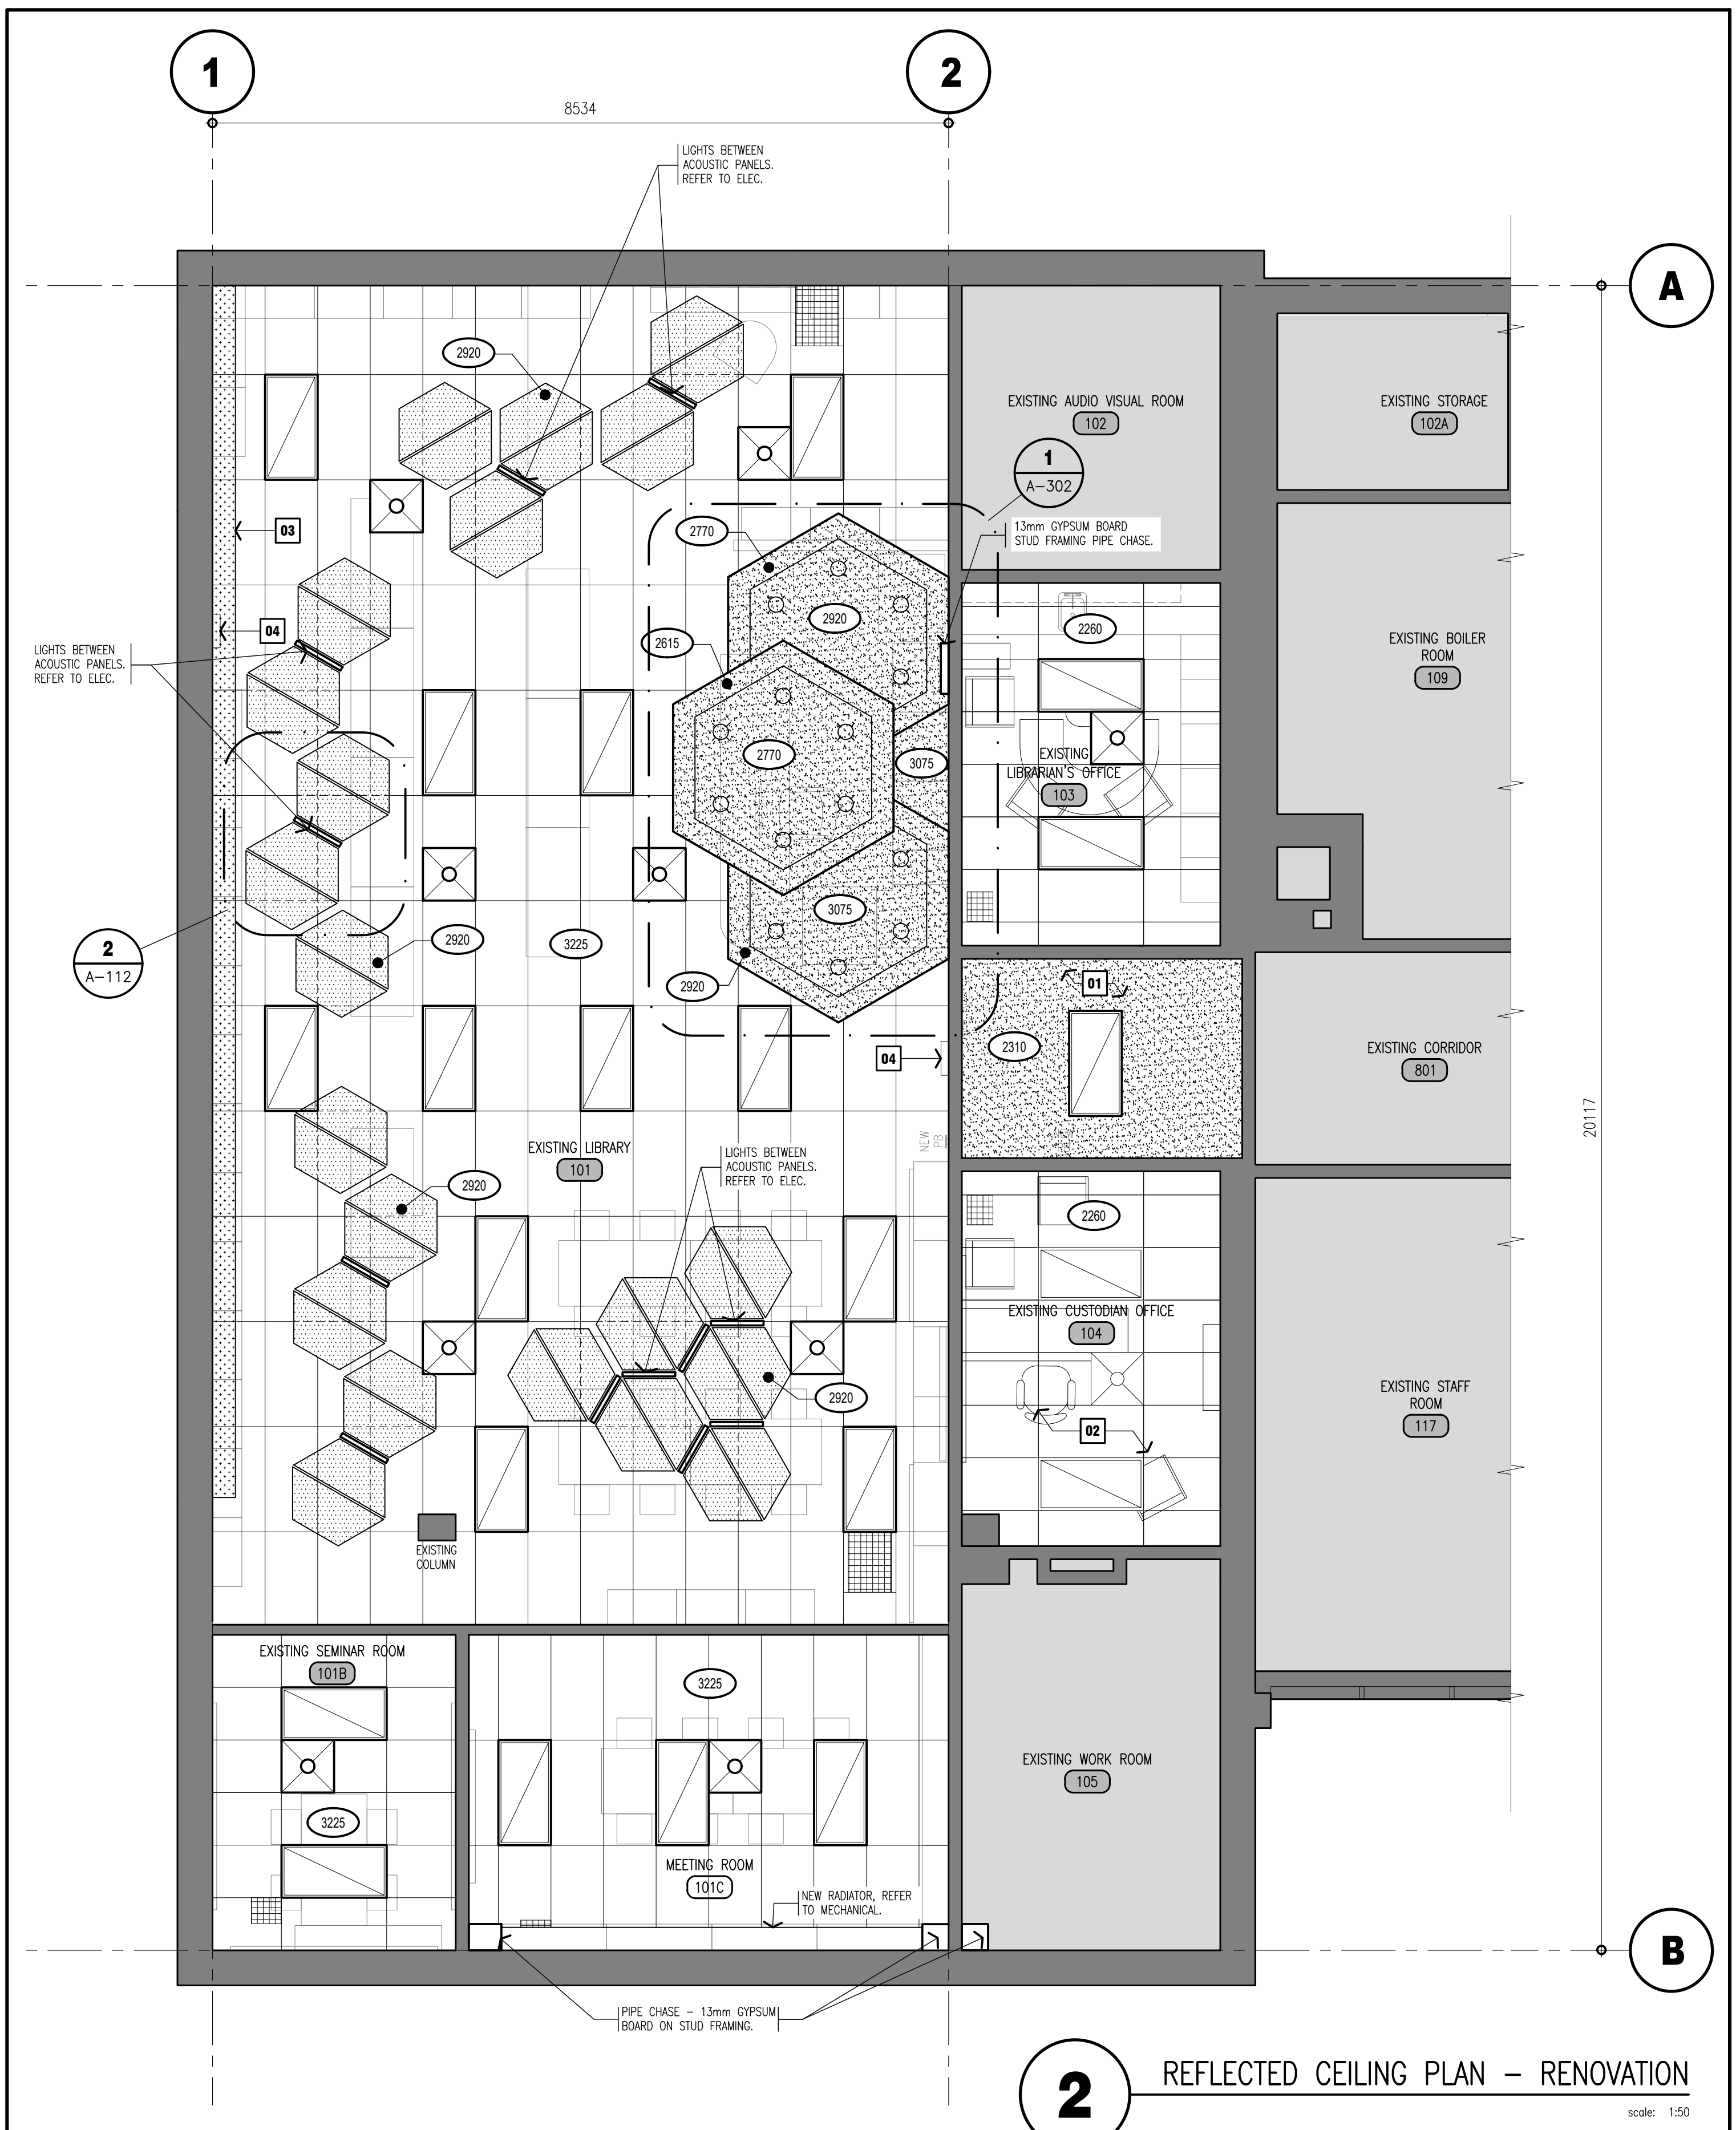 1
2
8534
LIGHTS BETWEEN
ACOUSTIC PANELS.
REFER TO ELEC.
A
2920
EXISTING AUDIO VISUAL ROOM
102
EXISTING STORAGE
102A
1
A-302
03
2770
13mm GYPSUM BOARD
STUD FRAMING PIPE CHASE.
2920
04
2615
2260
LIGHTS BETWEEN
ACOUSTIC PANELS.
REFER TO ELEC.
EXISTING BOILER
ROOM
109
2770
3075
EXISTING
LIBRARIAN'S OFFICE
103
3075
2
A-112
2920
3225
2920
01
2310
04
EXISTING CORRIDOR
801
20117
NEW
PB
EXISTING LIBRARY
101
LIGHTS BETWEEN
ACOUSTIC PANELS.
REFER TO ELEC.
2920
2260
EXISTING CUSTODIAN OFFICE
104
2920
EXISTING STAFF
ROOM
117
02
EXISTING
COLUMN
EXISTING SEMINAR ROOM
101B
3225
EXISTING WORK ROOM
105
3225
MEETING ROOM
101C
NEW RADIATOR, REFER
TO MECHANICAL.
B
PIPE CHASE - 13mm GYPSUM
BOARD ON STUD FRAMING.
2
REFLECTED CEILING PLAN - RENOVATION
scale: 1:50